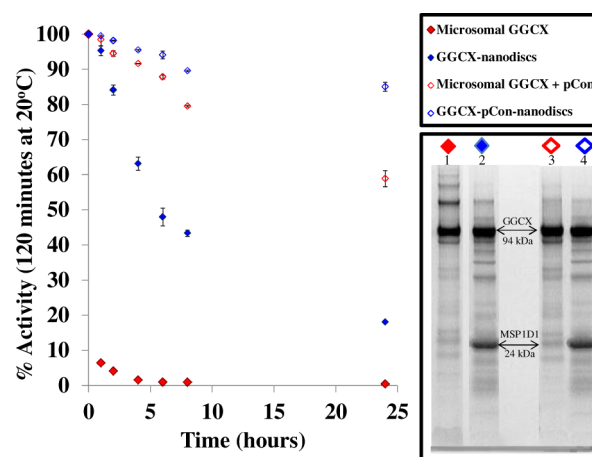 % Activity (120 minutes at 20°C)
100
90
80
70
60
50
40
30
20
10
0
0
5
10
15
20
25
Time (hours)
Microsomal GGCX
GGCX-nanodiscs
Microsomal GGCX + pCon
GGCX-pCon-nanodiscs
1 2 3 4
GGCX
94 kDa
MSP1D1
24 kDa